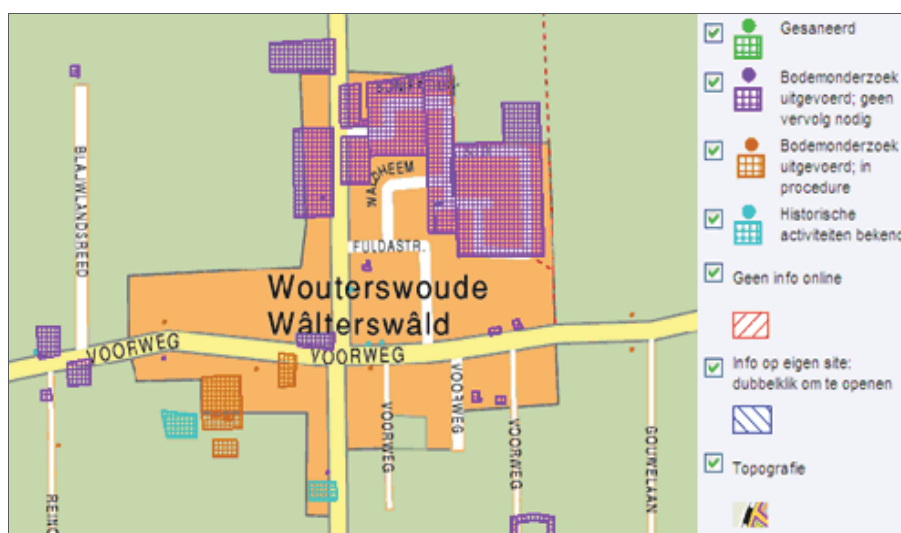 BLAJWLANDSREED
WALDHEEM
FULDASTR.
Wouterswoude
Wâlterswâld
VOORWEG
VOORWEG
VOORWEG
VOORWEG
VOORWEG
GOUWELAAN
Gesaneerd
Bodemonderzoek
uitgevoerd; geen
vervolg nodig
Bodemonderzoek
uitgevoerd; in
procedure
Historische
activiteiten bekend
Geen info online
Info op eigen site;
dubbelklik om te openen
Topografie